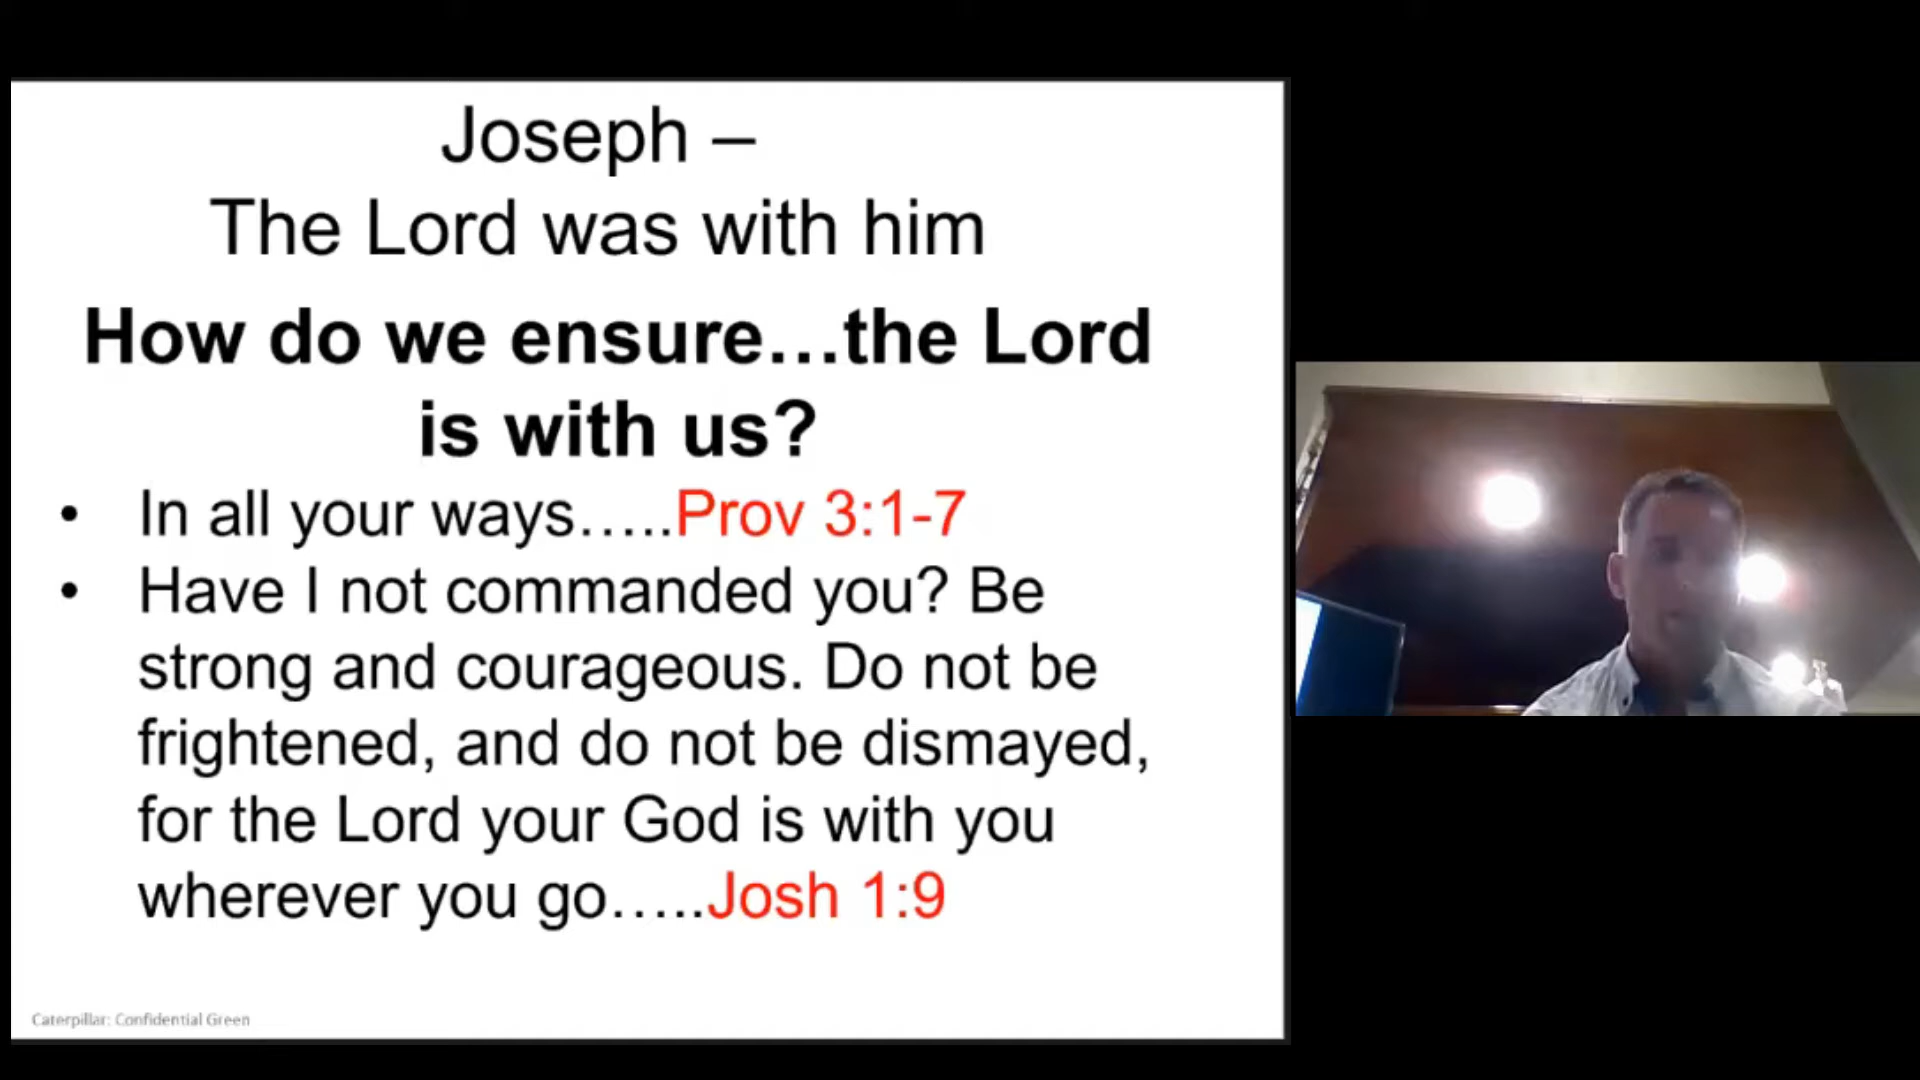 Joseph –
The Lord was with him
How do we ensure…the Lord
is with us?
• In all your ways…..Prov 3:1-7
• Have I not commanded you? Be
strong and courageous. Do not be
frightened, and do not be dismayed,
for the Lord your God is with you
wherever you go…..Josh 1:9
Caterpillar: Confidential Green